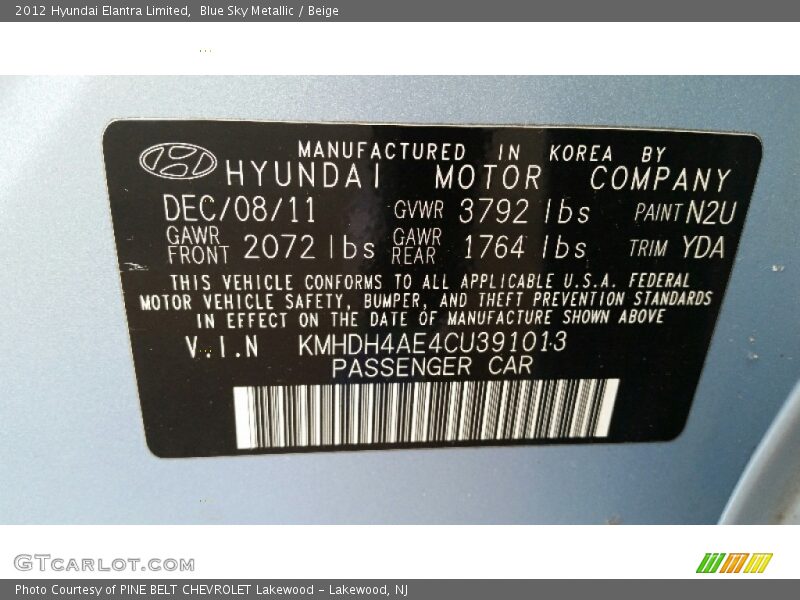 2012 Hyundai Elantra Limited, Blue Sky Metallic / Beige
MANUFACTURED IN KOREA BY
HYUNDAI MOTOR COMPANY
DEC/08/11 GVWR 3792 lbs PAINT N2U
GAWR FRONT 2072 lbs GAWR REAR 1764 lbs TRIM YDA
THIS VEHICLE CONFORMS TO ALL APPLICABLE U.S.A. FEDERAL
MOTOR VEHICLE SAFETY, BUMPER, AND THEFT PREVENTION STANDARDS
IN EFFECT ON THE DATE OF MANUFACTURE SHOWN ABOVE
V.I.N KMHDH4AE4CU391013
PASSENGER CAR
GTCARLOT.COM
Photo Courtesy of PINE BELT CHEVROLET Lakewood - Lakewood, NJ